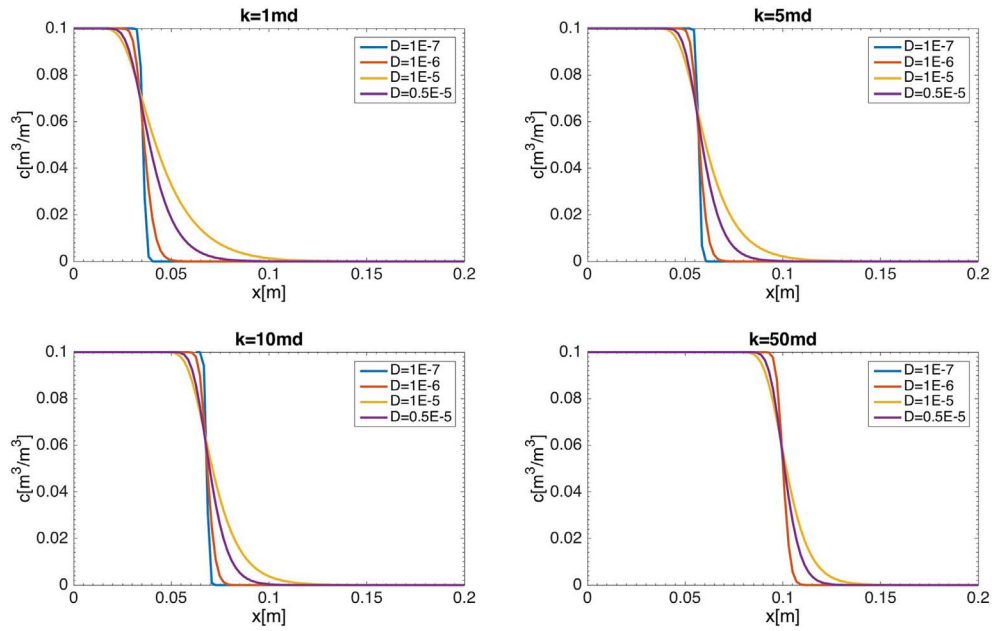 k=1md
0.1
0.08
0.06
0.04
0.02
0
c[m³/m³]
0 0.05 0.1 0.15 0.2
x[m]
D=1E-7
D=1E-6
D=1E-5
D=0.5E-5
k=5md
0.1
0.08
0.06
0.04
0.02
0
c[m³/m³]
0 0.05 0.1 0.15 0.2
x[m]
D=1E-7
D=1E-6
D=1E-5
D=0.5E-5
k=10md
0.1
0.08
0.06
0.04
0.02
0
c[m³/m³]
0 0.05 0.1 0.15 0.2
x[m]
D=1E-7
D=1E-6
D=1E-5
D=0.5E-5
k=50md
0.1
0.08
0.06
0.04
0.02
0
c[m³/m³]
0 0.05 0.1 0.15 0.2
x[m]
D=1E-7
D=1E-6
D=1E-5
D=0.5E-5